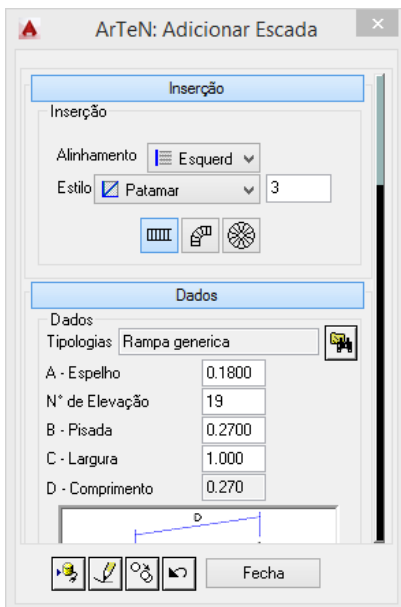 ArTeN: Adicionar Escada
Inserção
Inserção
Alinhamento Esquerd
Estilo Patamar 3
Dados
Dados
Tipologias Rampa generica
A - Espelho 0.1800
N° de Elevação 19
B - Pisada 0.2700
C - Largura 1.000
D - Comprimento 0.270
D
Fecha